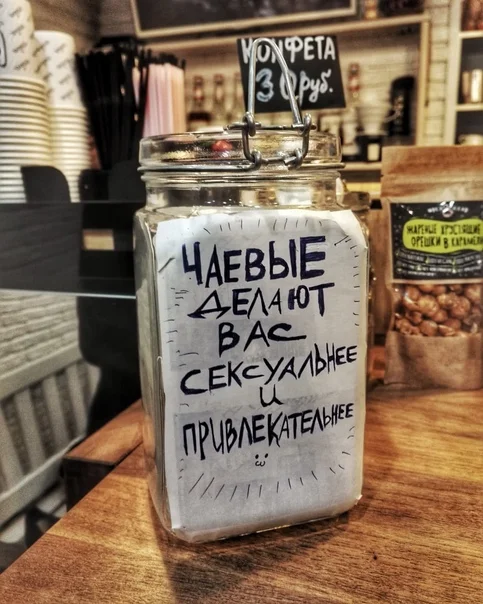 КОНФЕТА
30 руб.
ЧАЕВЫЕ
ДЕЛАЮТ
ВАС
СЕКСУАЛЬНЕЕ
И
ПРИВЛЕКАТЕЛЬНЕЕ
ЖАРЕНЫЕ ХРУСТЯЩИЕ
ОРЕШКИ В КАРАМЕЛИ